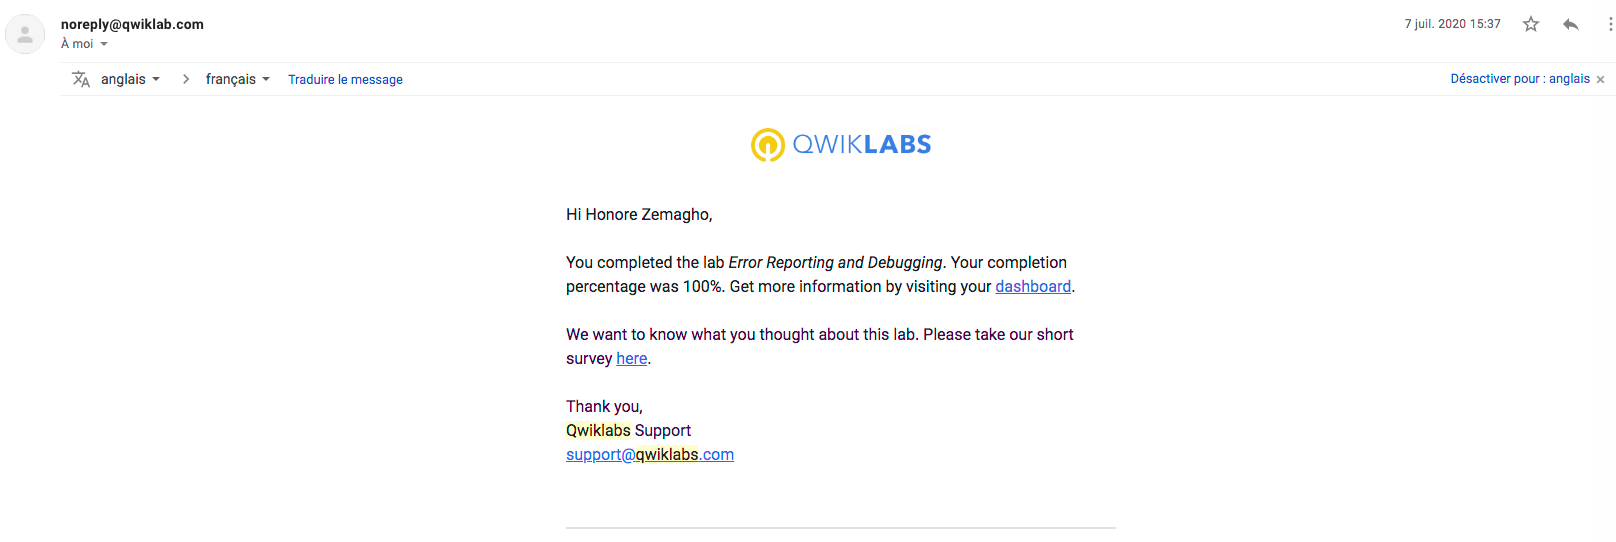 noreply@qwiklab.com
7 juil. 2020 15:37
À moi
anglais
français
Traduire le message
Désactiver pour : anglais
QWIKLABS
Hi Honore Zemagho,
You completed the lab Error Reporting and Debugging. Your completion
percentage was 100%. Get more information by visiting your dashboard.
We want to know what you thought about this lab. Please take our short
survey here.
Thank you,
Qwiklabs Support
support@qwiklabs.com